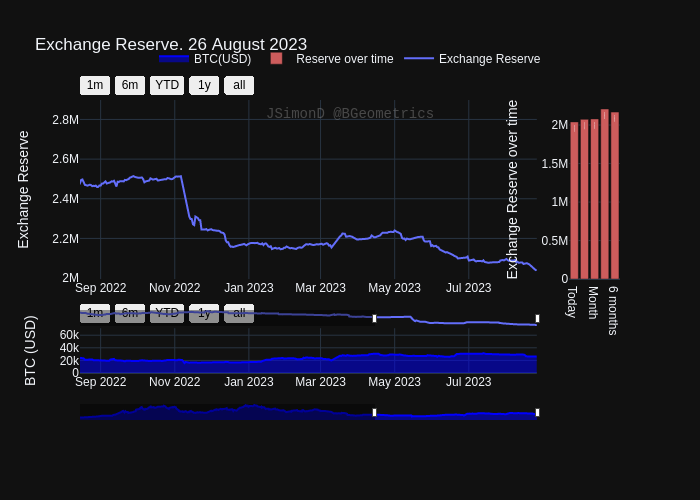 Exchange Reserve. 26 August 2023
BTC(USD) Reserve over time Exchange Reserve
1m 6m YTD 1y all
JSimonD @BGeometrics
Exchange Reserve
2.8M
2.6M
2.4M
2.2M
2M
Sep 2022 Nov 2022 Jan 2023 Mar 2023 May 2023 Jul 2023
Exchange Reserve over time
2M
1.5M
1M
0.5M
0
Today Month 6 months
1m 6m YTD 1y all
BTC (USD)
60k
40k
20k
0
Sep 2022 Nov 2022 Jan 2023 Mar 2023 May 2023 Jul 2023